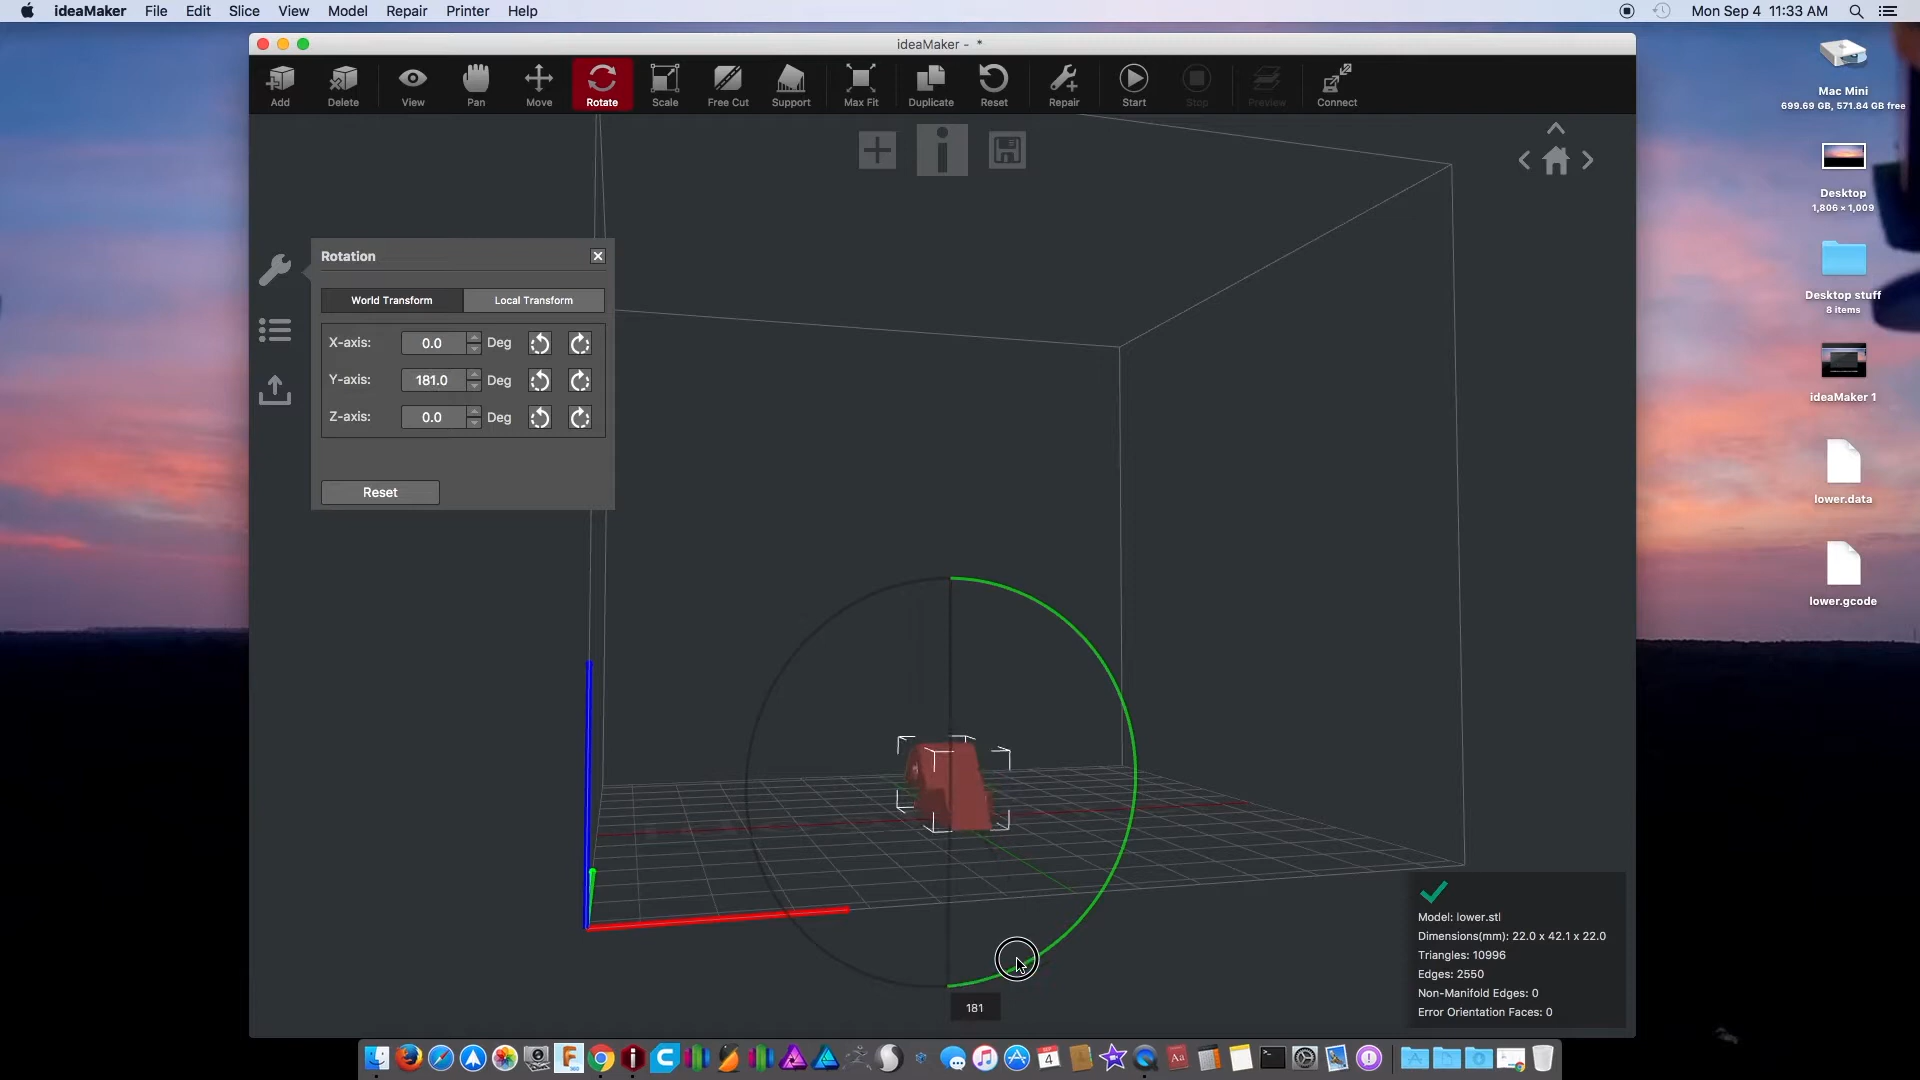 ideaMaker File Edit Slice View Model Repair Printer Help
Mon Sep 4 11:33 AM
ideaMaker - *
Add Delete View Pan Move Rotate Scale Free Cut Support Max Fit Duplicate Reset Repair Start Stop Preview Connect
Rotation
World Transform Local Transform
X-axis: 0.0 Deg
Y-axis: 181.0 Deg
Z-axis: 0.0 Deg
Reset
181
Model: lower.stl
Dimensions(mm): 22.0 x 42.1 x 22.0
Triangles: 10996
Edges: 2550
Non-Manifold Edges: 0
Error Orientation Faces: 0
Mac Mini
699.69 GB, 571.84 GB free
Desktop
1,806 × 1,009
Desktop stuff
8 items
ideaMaker 1
lower.data
lower.gcode